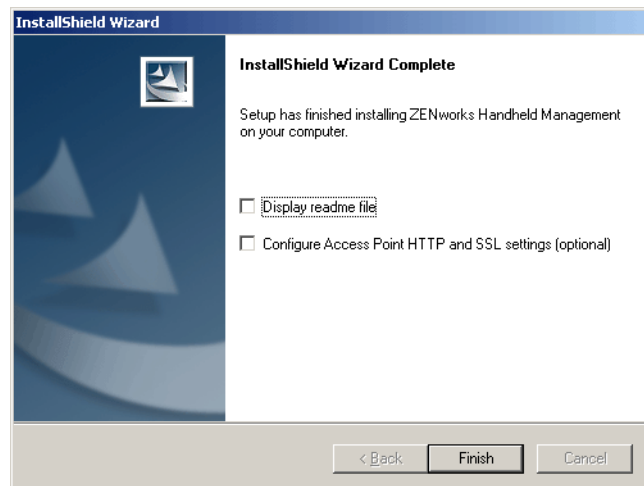 InstallShield Wizard
InstallShield Wizard Complete
Setup has finished installing ZENworks Handheld Management
on your computer.
Display readme file
Configure Access Point HTTP and SSL settings (optional)
< Back
Finish
Cancel